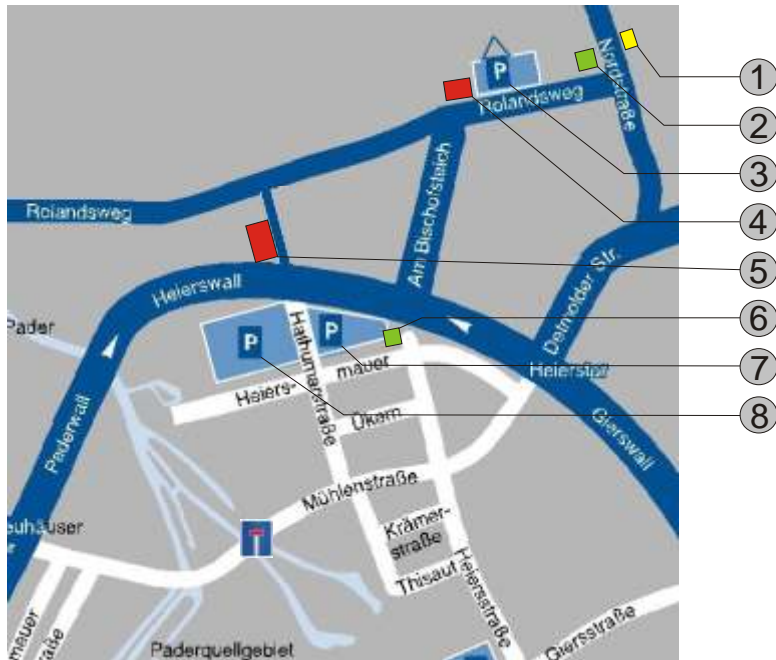 Nordstraße
1
P
2
Rolandsweg
3
Am Bischofsteich
4
Rolandsweg
5
Heierswall
Detmolder Str.
Pader
6
P
P
Hathumarstraße
mauer
7
Heiers-
Ükern
8
Paderwall
Gierswall
Mühlenstraße
Krämer-
straße
Heiersstraße
Thisaut
mauer
Giersstraße
Paderquellgebiet
P